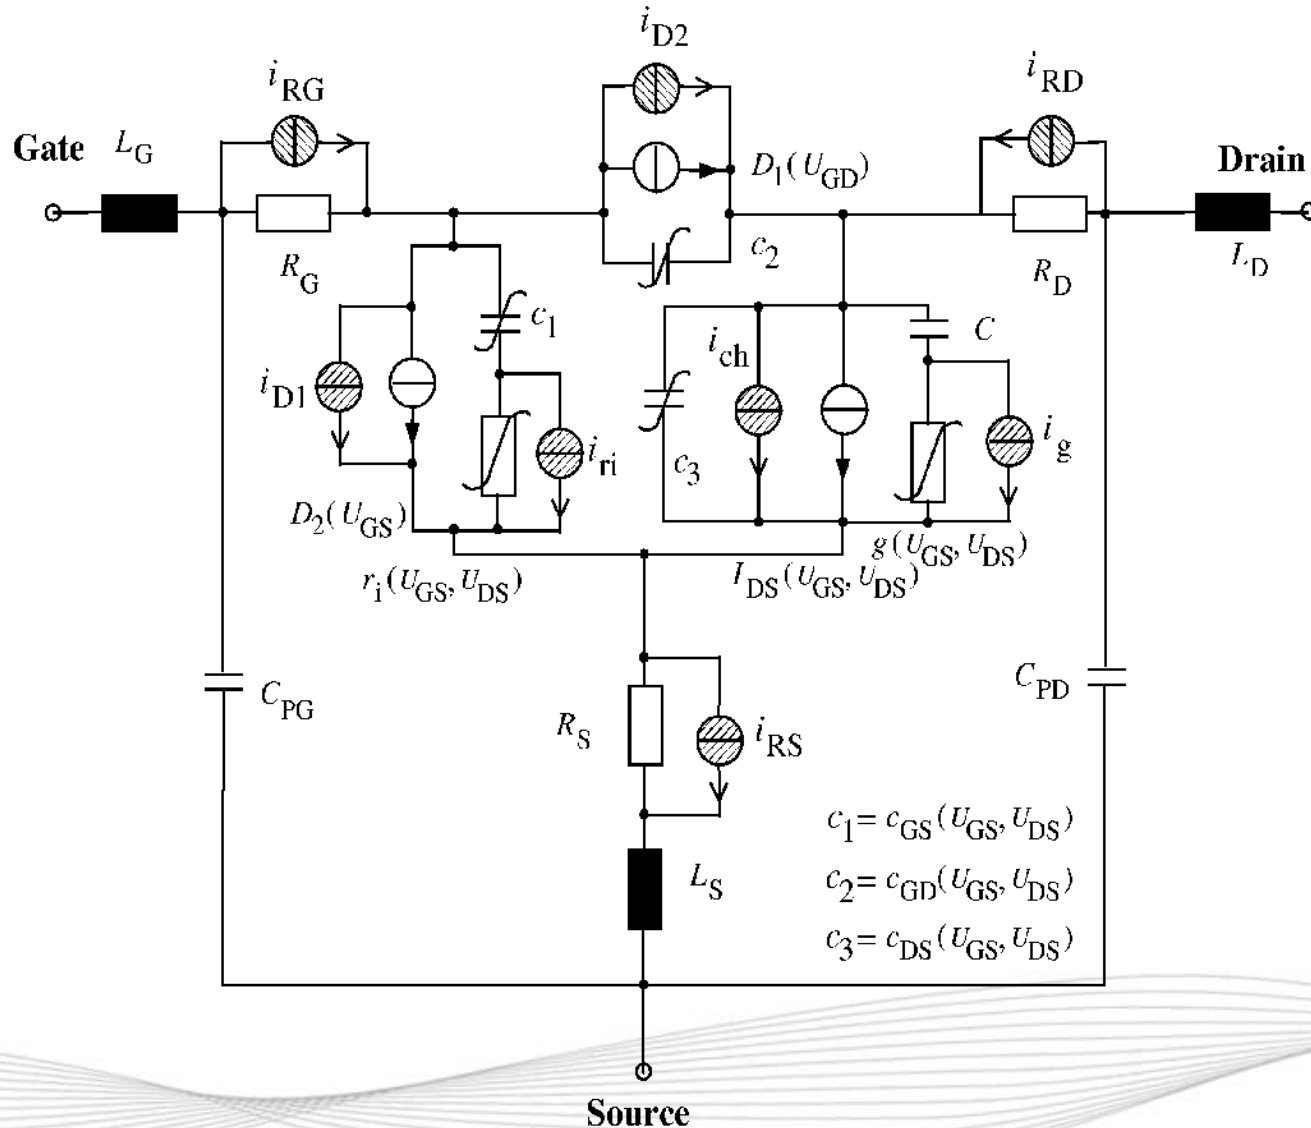 i_D2
i_RG
i_RD
Gate
L_G
Drain
D_1(U_GD)
c_2
R_G
R_D
L_D
c_1
i_ch
C
i_D1
i_ri
c_3
i_g
D_2(U_GS)
g(U_GS, U_DS)
r_i(U_GS, U_DS)
I_DS(U_GS, U_DS)
C_PG
C_PD
R_S
i_RS
c_1= c_GS(U_GS, U_DS)
L_S
c_2= c_GD(U_GS, U_DS)
c_3= c_DS(U_GS, U_DS)
Source